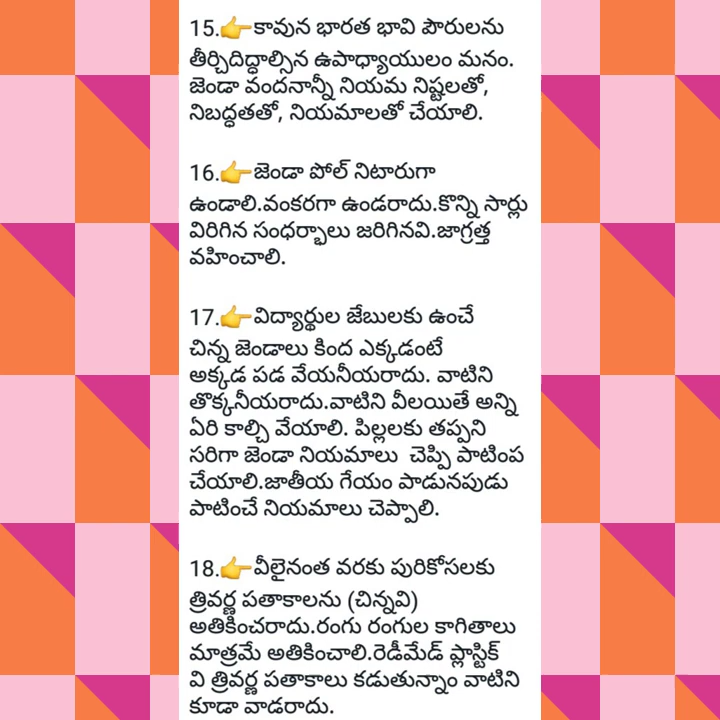 15.👉కావున భారత భావి పౌరులను
తీర్చిదిద్దాల్సిన ఉపాధ్యాయులం మనం.
జెండా వందనాన్నీ నియమ నిష్టలతో,
నిబద్ధతతో, నియమాలతో చేయాలి.
16.👉జెండా పోల్ నిటారుగా
ఉండాలి.వంకరగా ఉండరాదు.కొన్ని సార్లు
విరిగిన సంధర్భాలు జరిగినవి.జాగ్రత్త
వహించాలి.
17.👉విద్యార్థుల జేబులకు ఉంచే
చిన్న జెండాలు కింద ఎక్కడంటే
అక్కడ పడ వేయనీయరాదు. వాటిని
తొక్కనీయరాదు.వాటిని వీలయితే అన్ని
ఏరి కాల్చి వేయాలి. పిల్లలకు తప్పని
సరిగా జెండా నియమాలు చెప్పి పాటింప
చేయాలి.జాతీయ గేయం పాడునపుడు
పాటించే నియమాలు చెప్పాలి.
18.👉వీలైనంత వరకు పురికోసలకు
త్రివర్ణ పతాకాలను (చిన్నవి)
అతికించరాదు.రంగు రంగుల కాగితాలు
మాత్రమే అతికించాలి.రెడీమేడ్ ప్లాస్టిక్
వి త్రివర్ణ పతాకాలు కడుతున్నాం వాటిని
కూడా వాడరాదు.